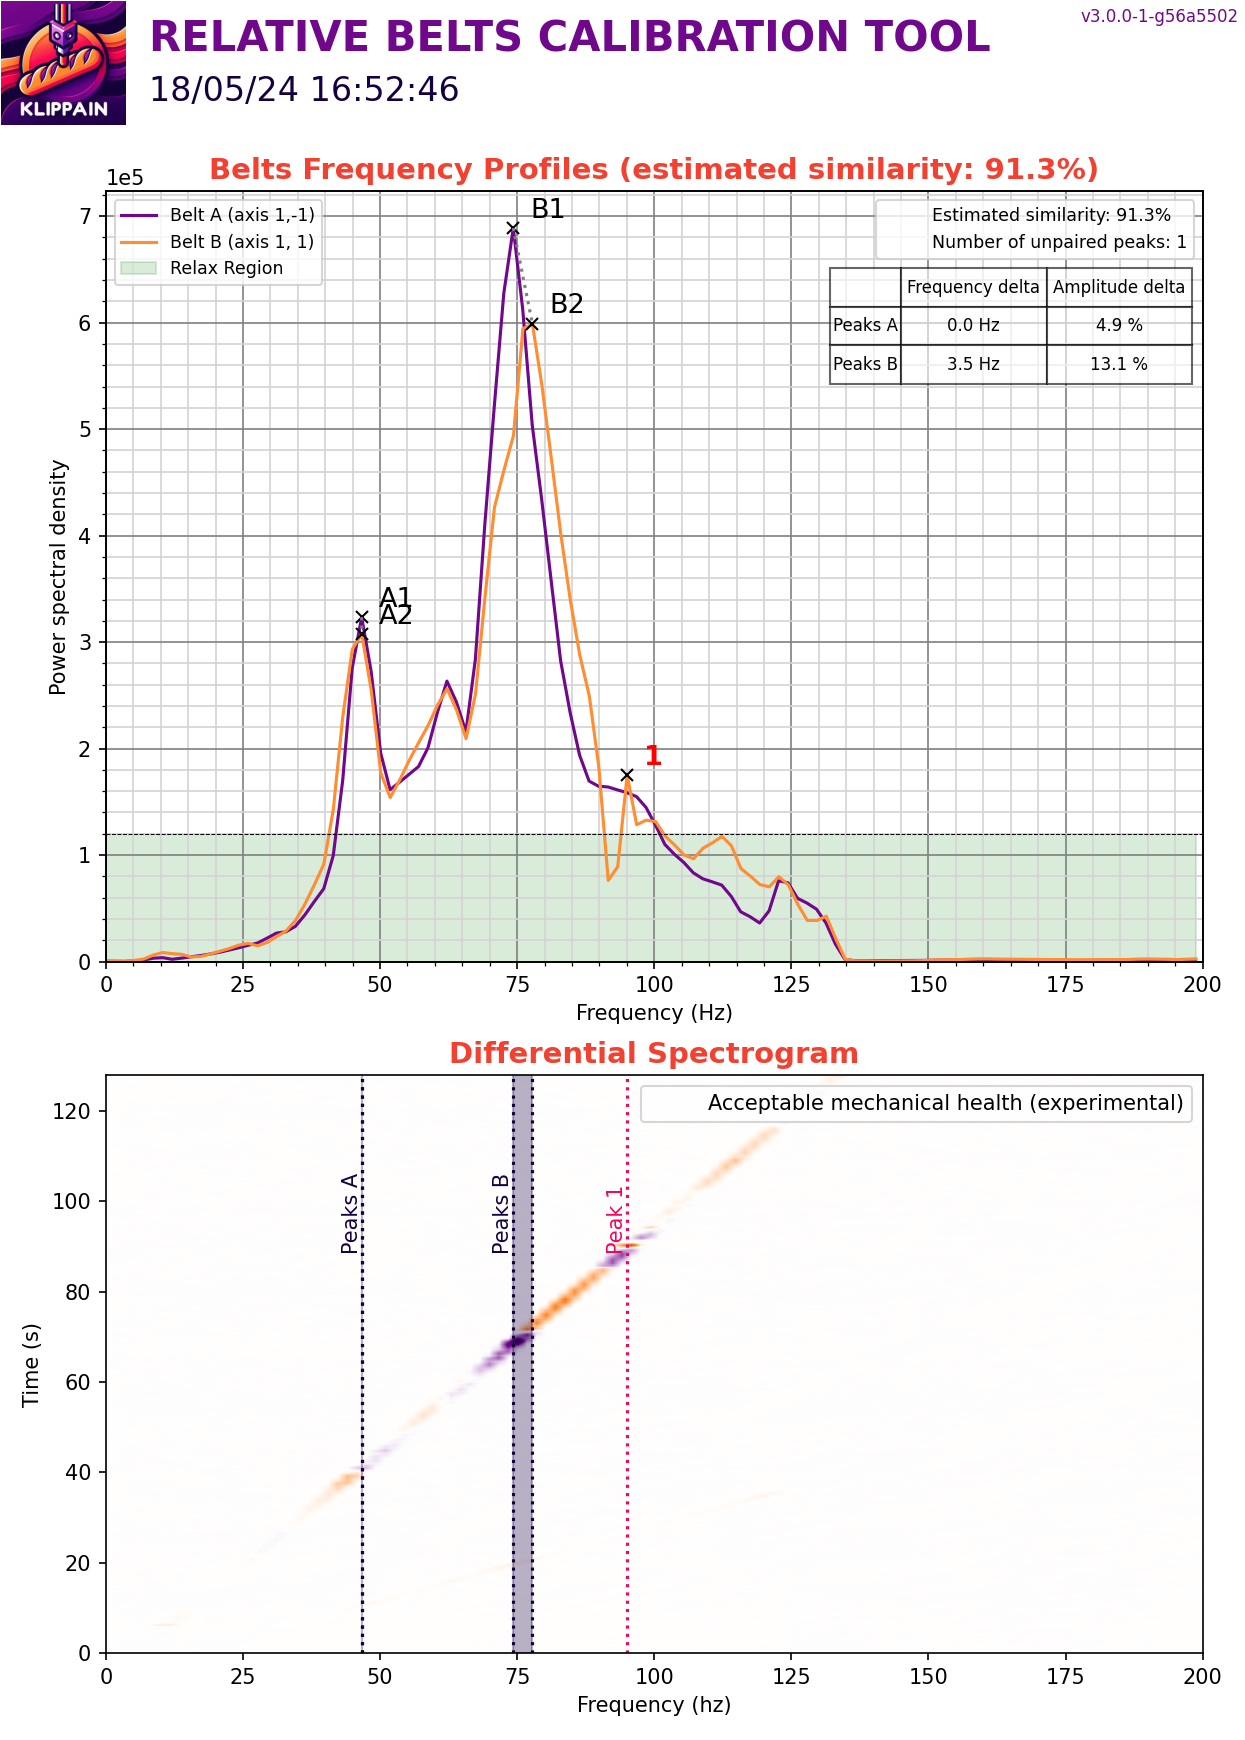 KLIPPAIN
RELATIVE BELTS CALIBRATION TOOL
18/05/24 16:52:46
v3.0.0-1-g56a5502
Belts Frequency Profiles (estimated similarity: 91.3%)
1e5
Belt A (axis 1,-1)
Belt B (axis 1, 1)
Relax Region
Estimated similarity: 91.3%
Number of unpaired peaks: 1
Frequency delta Amplitude delta
Peaks A 0.0 Hz 4.9 %
Peaks B 3.5 Hz 13.1 %
B1
B2
A1
A2
1
Power spectral density
7
6
5
4
3
2
1
0
0 25 50 75 100 125 150 175 200
Frequency (Hz)
Differential Spectrogram
Acceptable mechanical health (experimental)
Peaks A
Peaks B
Peak 1
Time (s)
120
100
80
60
40
20
0
0 25 50 75 100 125 150 175 200
Frequency (hz)